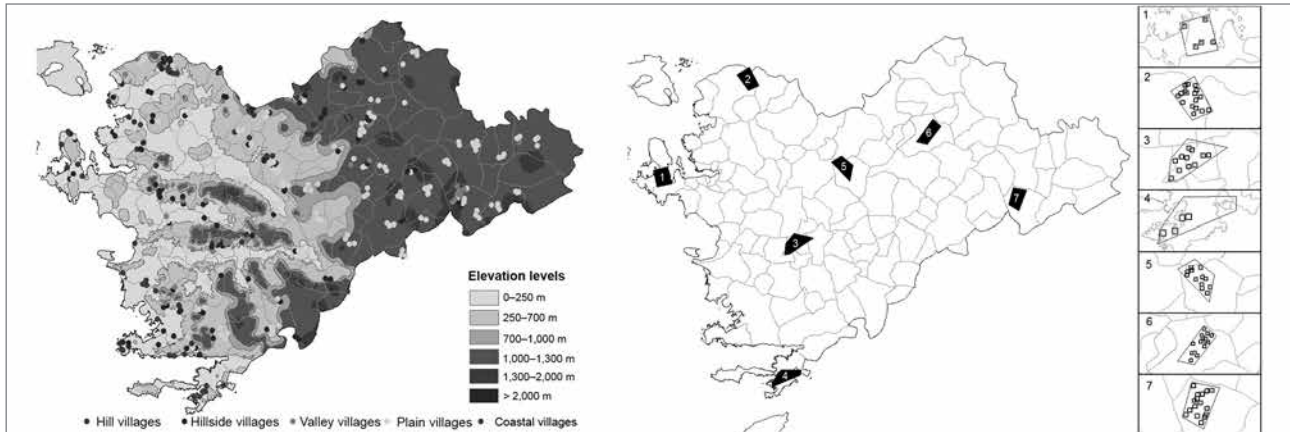 Elevation levels
0–250 m
250–700 m
700–1,000 m
1,000–1,300 m
1,300–2,000 m
> 2,000 m
Hill villages
Hillside villages
Valley villages
Plain villages
Coastal villages
1
2
3
4
5
6
7
1
2
3
4
5
6
7